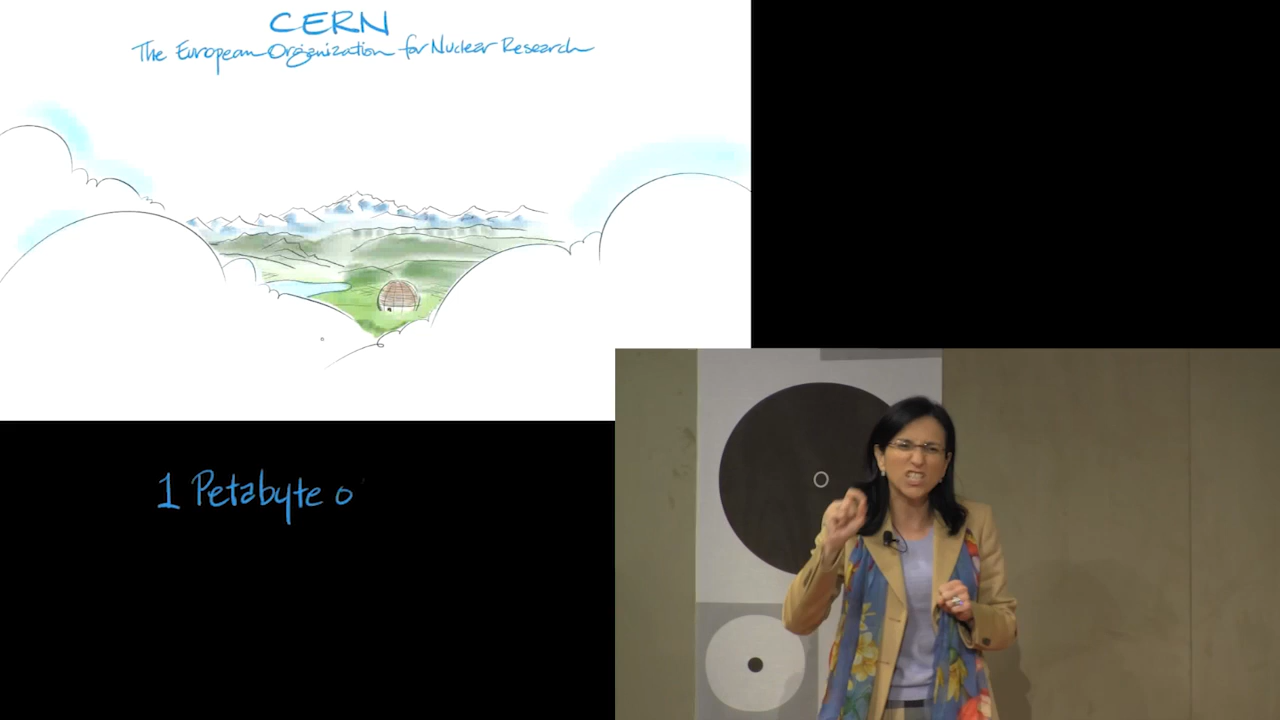 CERN
The European Organization for Nuclear Research
1 Petabyte o